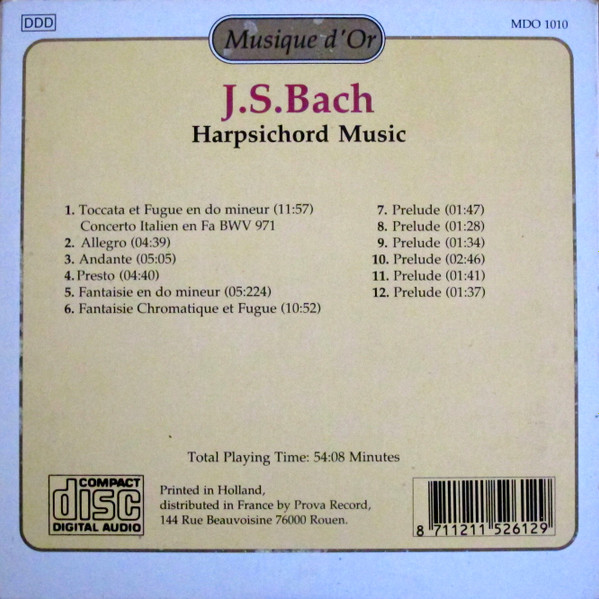 DDD
Musique d'Or
MDO 1010
J.S.Bach
Harpsichord Music
1. Toccata et Fugue en do mineur (11:57)
Concerto Italien en Fa BWV 971
2. Allegro (04:39)
3. Andante (05:05)
4. Presto (04:40)
5. Fantaisie en do mineur (05:224)
6. Fantaisie Chromatique et Fugue (10:52)
7. Prelude (01:47)
8. Prelude (01:28)
9. Prelude (01:34)
10. Prelude (02:46)
11. Prelude (01:41)
12. Prelude (01:37)
Total Playing Time: 54:08 Minutes
COMPACT
disc
DIGITAL AUDIO
Printed in Holland,
distributed in France by Prova Record,
144 Rue Beauvoisine 76000 Rouen.
8 711211 526129